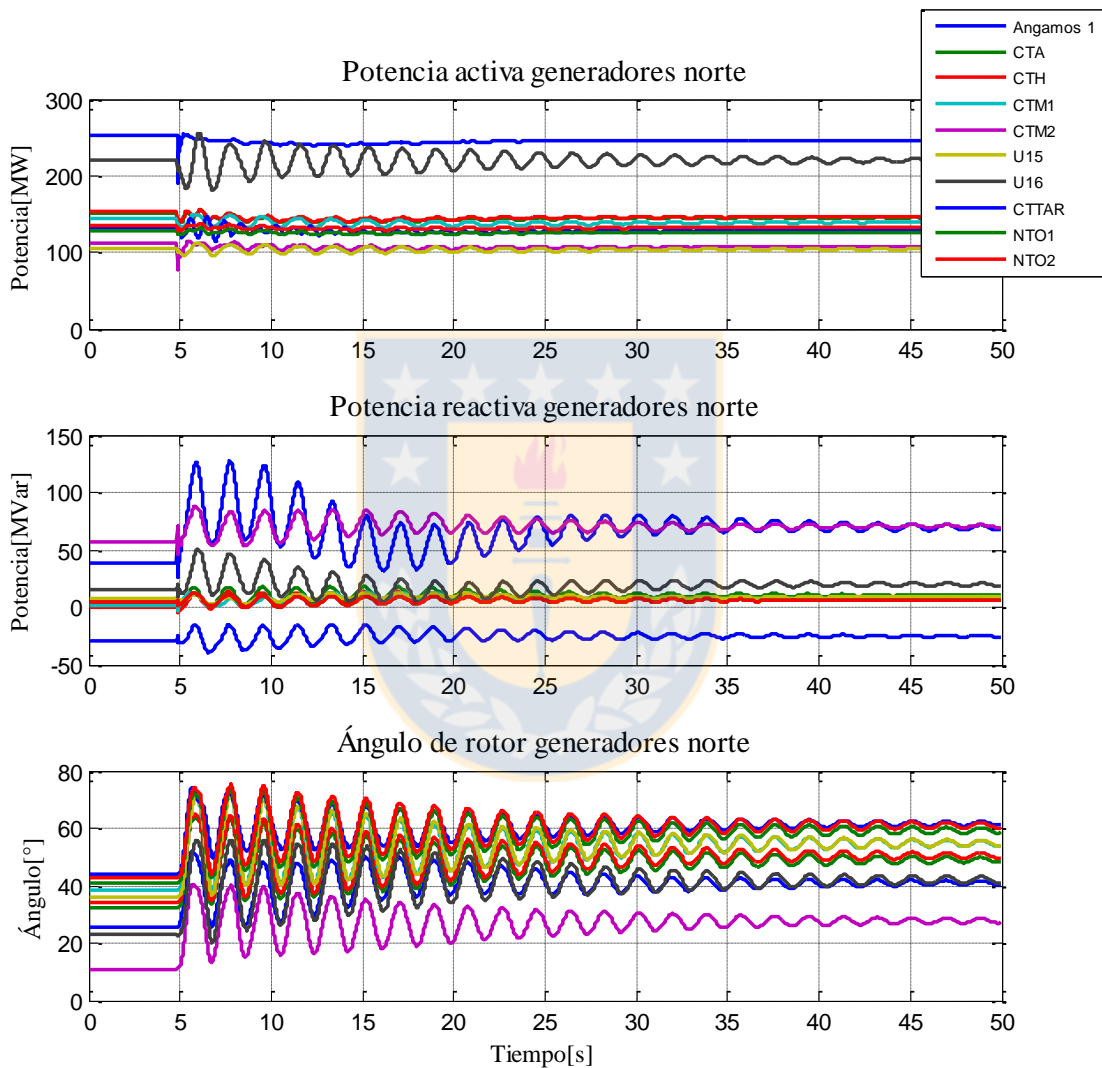 Angamos 1
CTA
CTH
CTM1
CTM2
U15
U16
CTTAR
NTO1
NTO2
Potencia activa generadores norte
Potencia[MW]
300
200
100
0
0 5 10 15 20 25 30 35 40 45 50
Potencia reactiva generadores norte
Potencia[MVar]
150
100
50
0
-50
0 5 10 15 20 25 30 35 40 45 50
Ángulo de rotor generadores norte
Ángulo[°]
80
60
40
20
0
0 5 10 15 20 25 30 35 40 45 50
Tiempo[s]